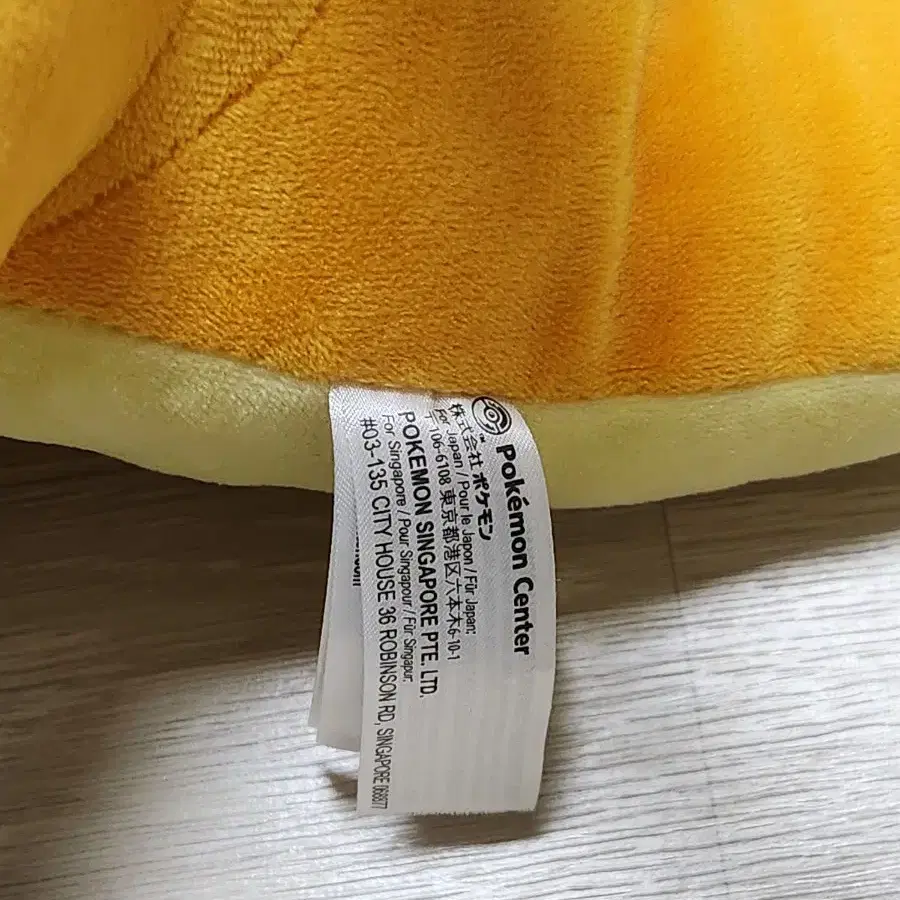 Pokémon Center
株式会社ポケモン
For Japan / Pour le Japon / Für Japan:
〒106-6108 東京都港区六本木6-10-1
POKEMON SINGAPORE PTE. LTD.
For Singapore / Pour Singapour / Für Singapur:
#03-135 CITY HOUSE 36 ROBINSON RD, SINGAPORE 068877